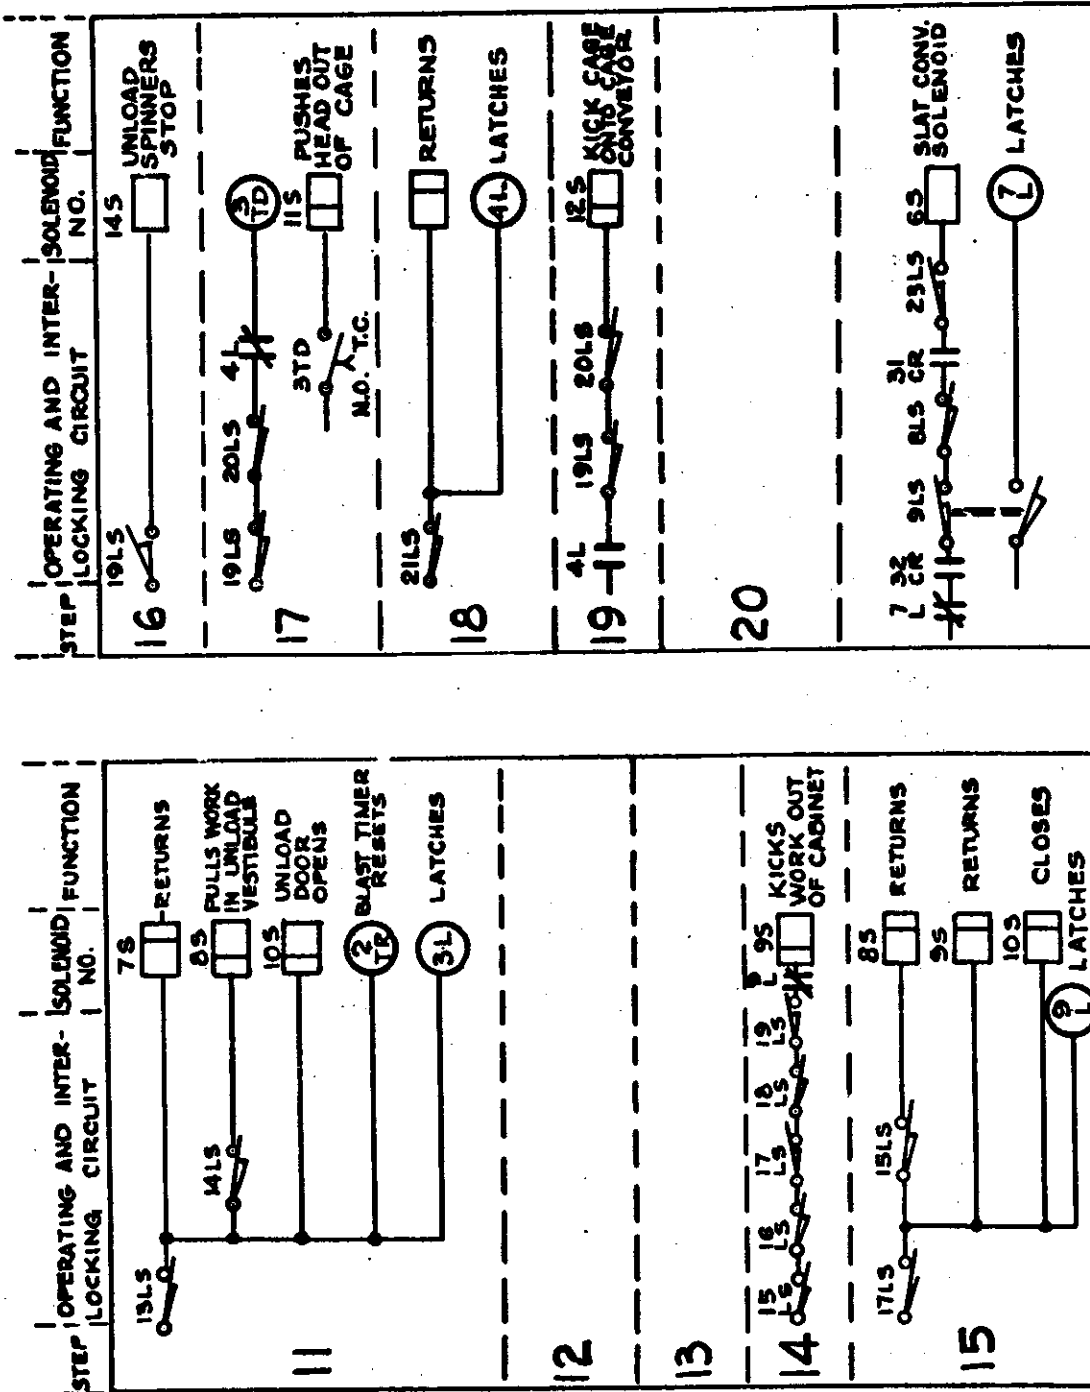 STEP OPERATING AND INTER-LOCKING CIRCUIT SOLENOID NO. FUNCTION
11
13LS
7S
RETURNS
14LS
8S
PULLS WORK
IN UNLOAD
VESTIBULE
10S
UNLOAD
DOOR
OPENS
2
TR
BLAST TIMER
RESETS
3L
LATCHES
12
13
14
15
LS
16
LS
17
LS
18
LS
19
LS
9
L
9S
KICKS
WORK OUT
OF CABINET
15
17LS
15LS
8S
RETURNS
9S
RETURNS
10S
CLOSES
9
L
LATCHES
STEP OPERATING AND INTER-LOCKING CIRCUIT SOLENOID NO. FUNCTION
16
19LS
14S
UNLOAD
SPINNERS
STOP
17
19LS
20LS
4L
3
TD
3TD
N.O.
T.C.
11S
PUSHES
HEAD OUT
OF CAGE
18
21LS
RETURNS
4L
LATCHES
19
4L
19LS
20LS
12S
KICK CAGE
ONTO CAGE
CONVEYOR
20
7
L
32
CR
9LS
8LS
31
CR
23LS
6S
SLAT CONV.
SOLENOID
7
L
LATCHES